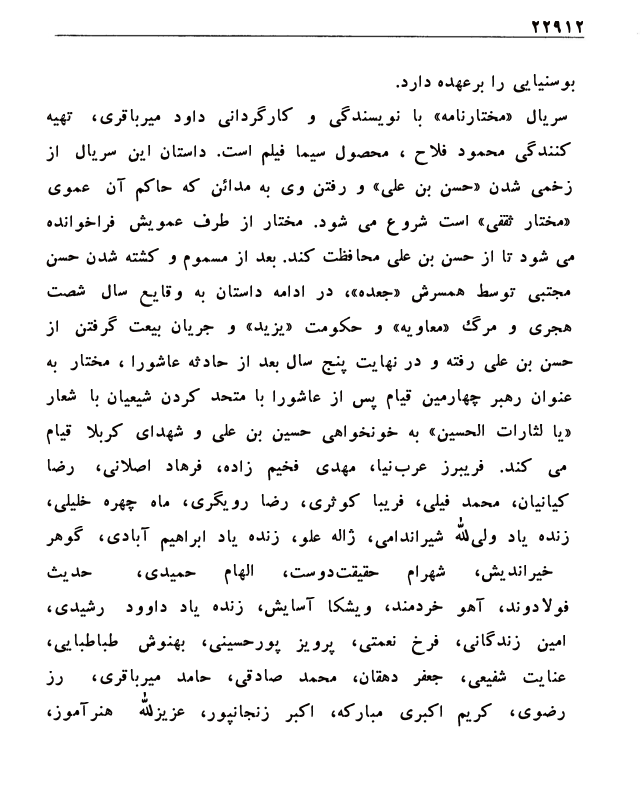 ۲۲۹۱۲
بوسنیایی را برعهده دارد.
سریال «مختارنامه» با نویسندگی و کارگردانی داود میرباقری، تهیه
کنندگی محمود فلاح ، محصول سیما فیلم است. داستان این سریال از
زخمی شدن «حسن بن علی» و رفتن وی به مدائن که حاکم آن عموی
«مختار ثقفی» است شروع می شود. مختار از طرف عمویش فراخوانده
می شود تا از حسن بن علی محافظت کند. بعد از مسموم و کشته شدن حسن
مجتبی توسط همسرش «جعده»، در ادامه داستان به وقایع سال شصت
هجری و مرگ «معاویه» و حکومت «یزید» و جریان بیعت گرفتن از
حسن بن علی رفته و در نهایت پنج سال بعد از حادثه عاشورا ، مختار به
عنوان رهبر چهارمین قیام پس از عاشورا با متحد کردن شیعیان با شعار
«یا لثارات الحسین» به خونخواهی حسین بن علی و شهدای کربلا قیام
می کند. فریبرز عرب‌نیا، مهدی فخیم زاده، فرهاد اصلانی، رضا
کیانیان، محمد فیلی، فریبا کوثری، رضا رویگری، ماه چهره خلیلی،
زنده یاد ولی‌الله شیراندامی، ژاله علو، زنده یاد ابراهیم آبادی، گوهر
خیراندیش، شهرام حقیقت‌دوست، الهام حمیدی، حدیث
فولادوند، آهو خردمند، ویشکا آسایش، زنده یاد داوود رشیدی،
امین زندگانی، فرخ نعمتی، پرویز پورحسینی، بهنوش طباطبایی،
عنایت شفیعی، جعفر دهقان، محمد صادقی، حامد میرباقری، رز
رضوی، کریم اکبری مبارکه، اکبر زنجانپور، عزیزالله هنرآموز،